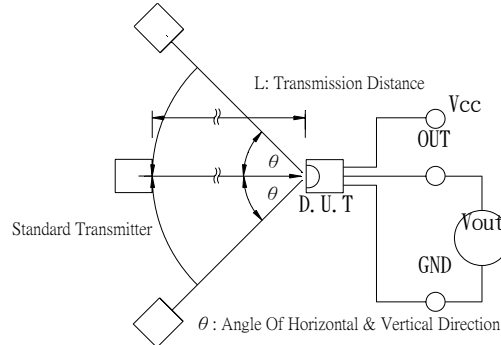 L: Transmission Distance
Vcc
OUT
θ
θ
D. U. T
Standard Transmitter
Vout
GND
θ : Angle Of Horizontal & Vertical Direction